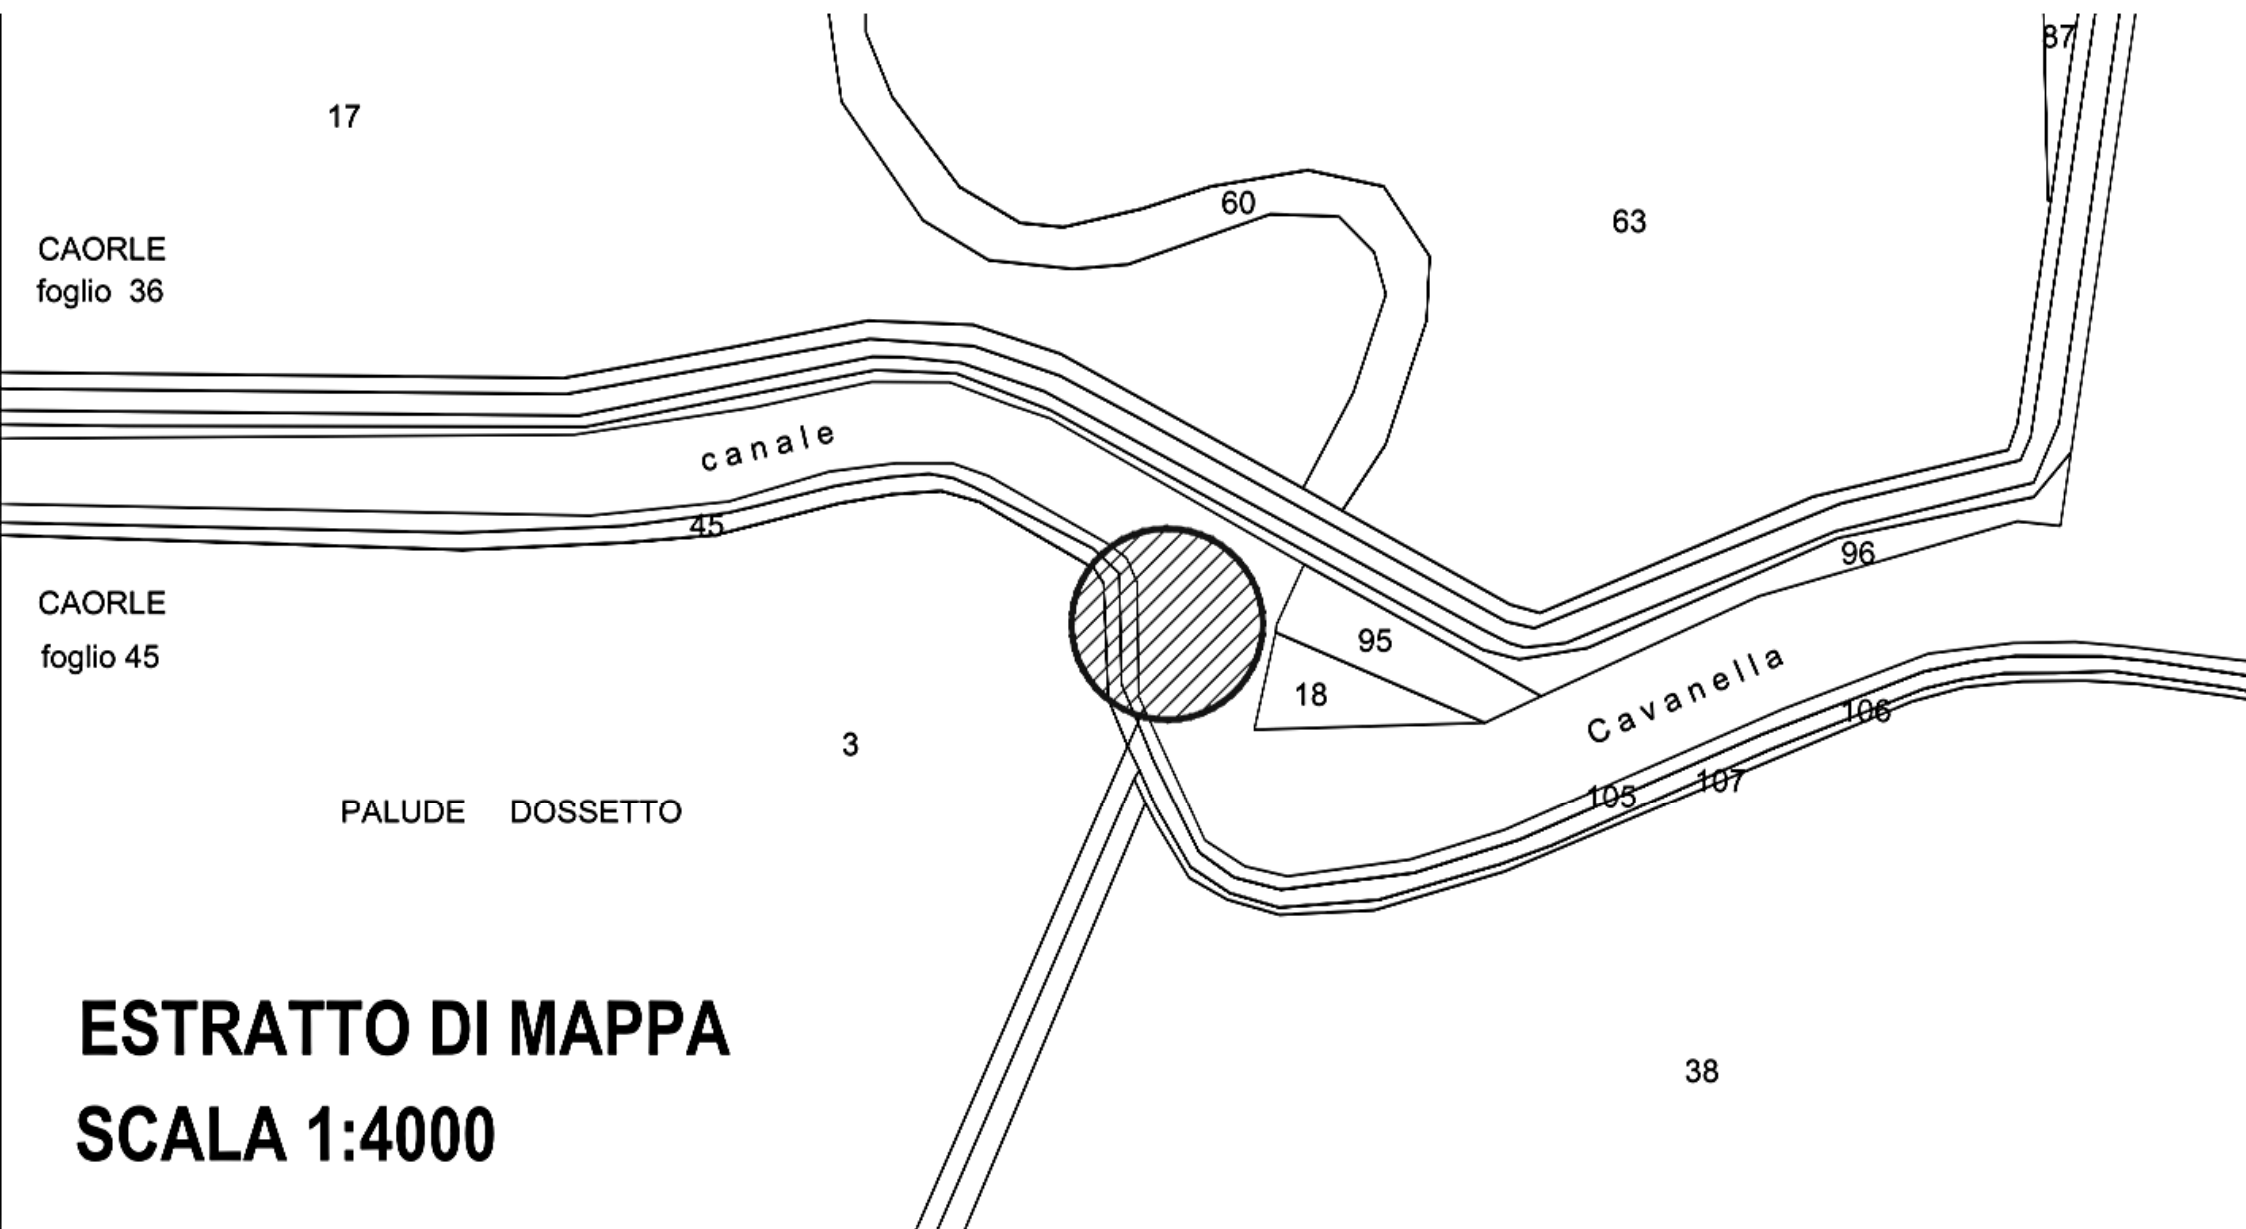 87
17
60
63
CAORLE
foglio 36
canale
45
96
CAORLE
foglio 45
95
18
Cavanella
106
3
107
105
PALUDE DOSSETTO
ESTRATTO DI MAPPA
38
SCALA 1:4000